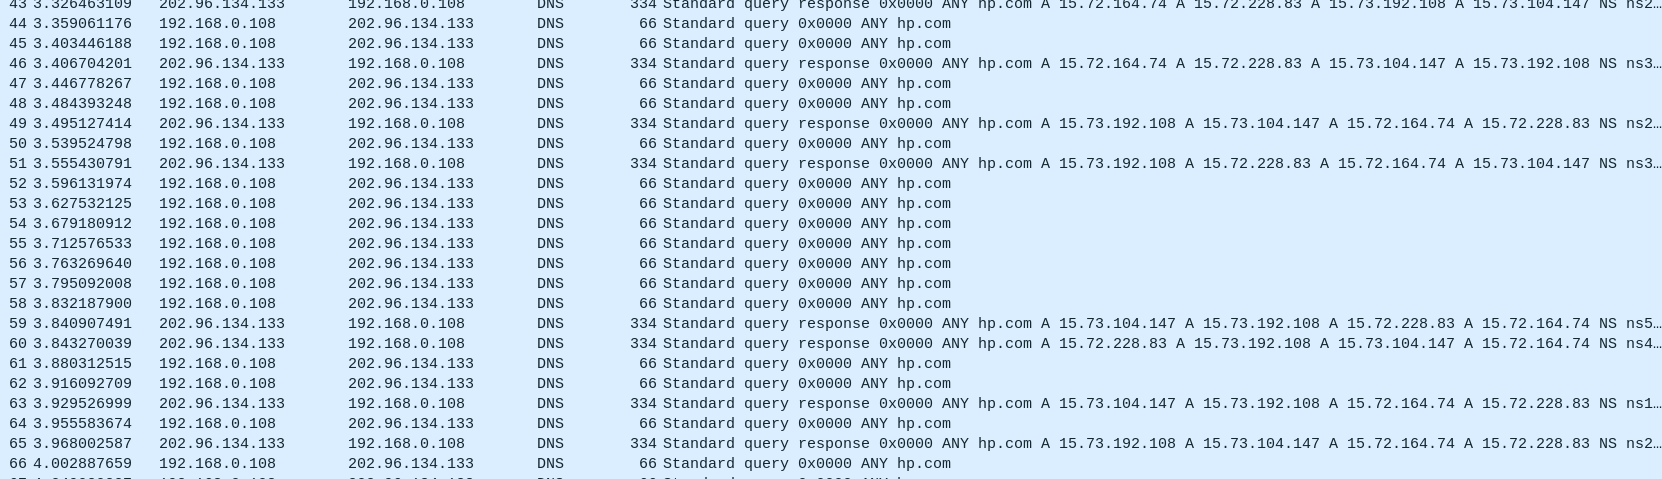 43 3.326463109 202.96.134.133 192.168.0.108 DNS 334 Standard query response 0x0000 ANY hp.com A 15.72.164.74 A 15.72.228.83 A 15.73.192.108 A 15.73.104.147 NS ns2…
44 3.359061176 192.168.0.108 202.96.134.133 DNS 66 Standard query 0x0000 ANY hp.com
45 3.403446188 192.168.0.108 202.96.134.133 DNS 66 Standard query 0x0000 ANY hp.com
46 3.406704201 202.96.134.133 192.168.0.108 DNS 334 Standard query response 0x0000 ANY hp.com A 15.72.164.74 A 15.72.228.83 A 15.73.104.147 A 15.73.192.108 NS ns3…
47 3.446778267 192.168.0.108 202.96.134.133 DNS 66 Standard query 0x0000 ANY hp.com
48 3.484393248 192.168.0.108 202.96.134.133 DNS 66 Standard query 0x0000 ANY hp.com
49 3.495127414 202.96.134.133 192.168.0.108 DNS 334 Standard query response 0x0000 ANY hp.com A 15.73.192.108 A 15.73.104.147 A 15.72.164.74 A 15.72.228.83 NS ns2…
50 3.539524798 192.168.0.108 202.96.134.133 DNS 66 Standard query 0x0000 ANY hp.com
51 3.555430791 202.96.134.133 192.168.0.108 DNS 334 Standard query response 0x0000 ANY hp.com A 15.73.192.108 A 15.72.228.83 A 15.72.164.74 A 15.73.104.147 NS ns3…
52 3.596131974 192.168.0.108 202.96.134.133 DNS 66 Standard query 0x0000 ANY hp.com
53 3.627532125 192.168.0.108 202.96.134.133 DNS 66 Standard query 0x0000 ANY hp.com
54 3.679180912 192.168.0.108 202.96.134.133 DNS 66 Standard query 0x0000 ANY hp.com
55 3.712576533 192.168.0.108 202.96.134.133 DNS 66 Standard query 0x0000 ANY hp.com
56 3.763269640 192.168.0.108 202.96.134.133 DNS 66 Standard query 0x0000 ANY hp.com
57 3.795092008 192.168.0.108 202.96.134.133 DNS 66 Standard query 0x0000 ANY hp.com
58 3.832187900 192.168.0.108 202.96.134.133 DNS 66 Standard query 0x0000 ANY hp.com
59 3.840907491 202.96.134.133 192.168.0.108 DNS 334 Standard query response 0x0000 ANY hp.com A 15.73.104.147 A 15.73.192.108 A 15.72.228.83 A 15.72.164.74 NS ns5…
60 3.843270039 202.96.134.133 192.168.0.108 DNS 334 Standard query response 0x0000 ANY hp.com A 15.72.228.83 A 15.73.192.108 A 15.73.104.147 A 15.72.164.74 NS ns4…
61 3.880312515 192.168.0.108 202.96.134.133 DNS 66 Standard query 0x0000 ANY hp.com
62 3.916092709 192.168.0.108 202.96.134.133 DNS 66 Standard query 0x0000 ANY hp.com
63 3.929526999 202.96.134.133 192.168.0.108 DNS 334 Standard query response 0x0000 ANY hp.com A 15.73.104.147 A 15.73.192.108 A 15.72.164.74 A 15.72.228.83 NS ns1…
64 3.955583674 192.168.0.108 202.96.134.133 DNS 66 Standard query 0x0000 ANY hp.com
65 3.968002587 202.96.134.133 192.168.0.108 DNS 334 Standard query response 0x0000 ANY hp.com A 15.73.192.108 A 15.73.104.147 A 15.72.164.74 A 15.72.228.83 NS ns2…
66 4.002887659 192.168.0.108 202.96.134.133 DNS 66 Standard query 0x0000 ANY hp.com